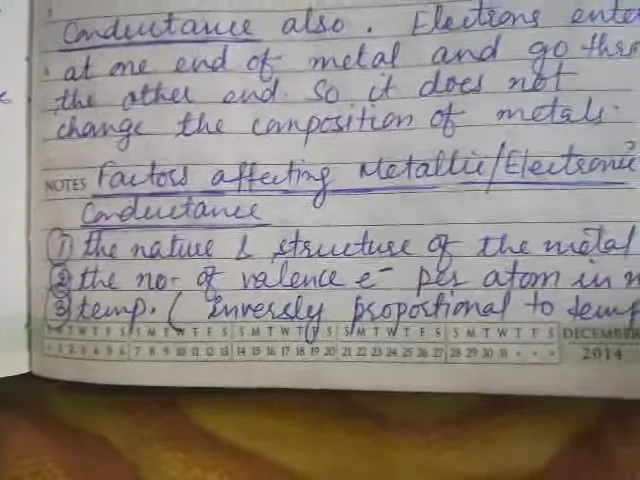 Conductance also. Electrons ente
at one end of metal and go thro
the other end. So it does not
change the composition of metals.
NOTES Factors affecting Metallic/Electronic
Conductance
① the nature & structure of the metal
② the no- of valence e⁻ per atom in m
③ temp. ( Inversly propostional to temp
T W T F S S M T W T F S S M T W T F S S M T W T F S S M T W T F S DECEMBER
1 2 3 4 5 6 7 8 9 10 11 12 13 14 15 16 17 18 19 20 21 22 23 24 25 26 27 28 29 30 31 • • • 2014